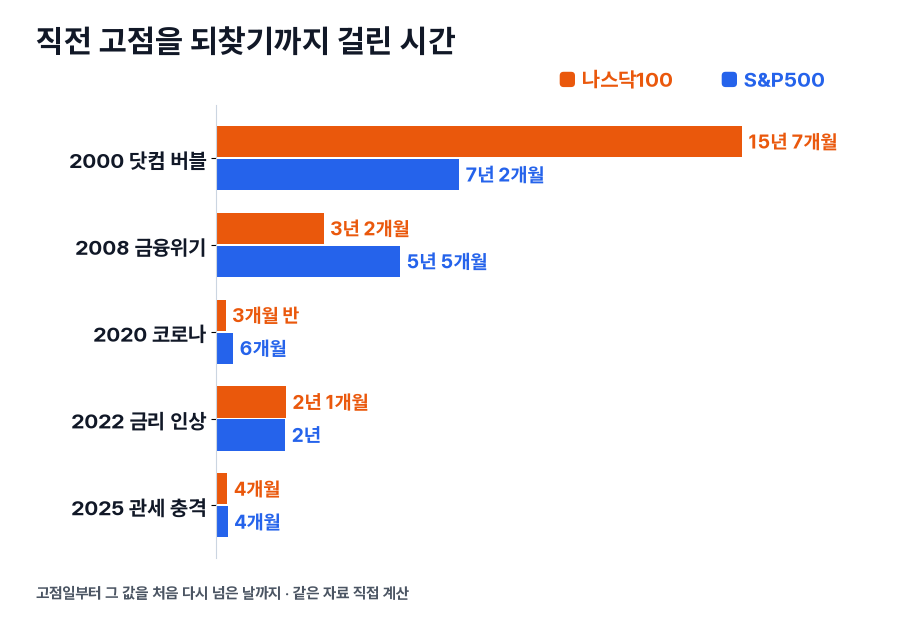 직전 고점을 되찾기까지 걸린 시간
나스닥100 S&P500
2000 닷컴 버블
15년 7개월
7년 2개월
2008 금융위기
3년 2개월
5년 5개월
2020 코로나
3개월 반
6개월
2022 금리 인상
2년 1개월
2년
2025 관세 충격
4개월
4개월
고점일부터 그 값을 처음 다시 넘은 날까지 · 같은 자료 직접 계산